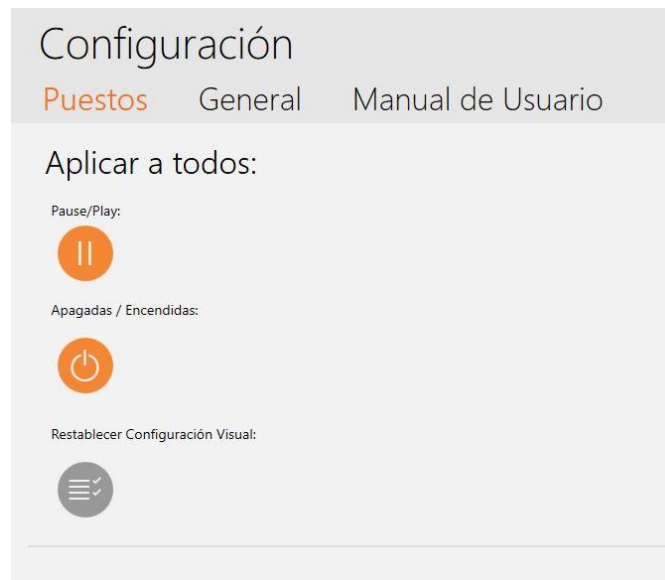 Configuración
Puestos General Manual de Usuario
Aplicar a todos:
Pause/Play:
Apagadas / Encendidas:
Restablecer Configuración Visual: